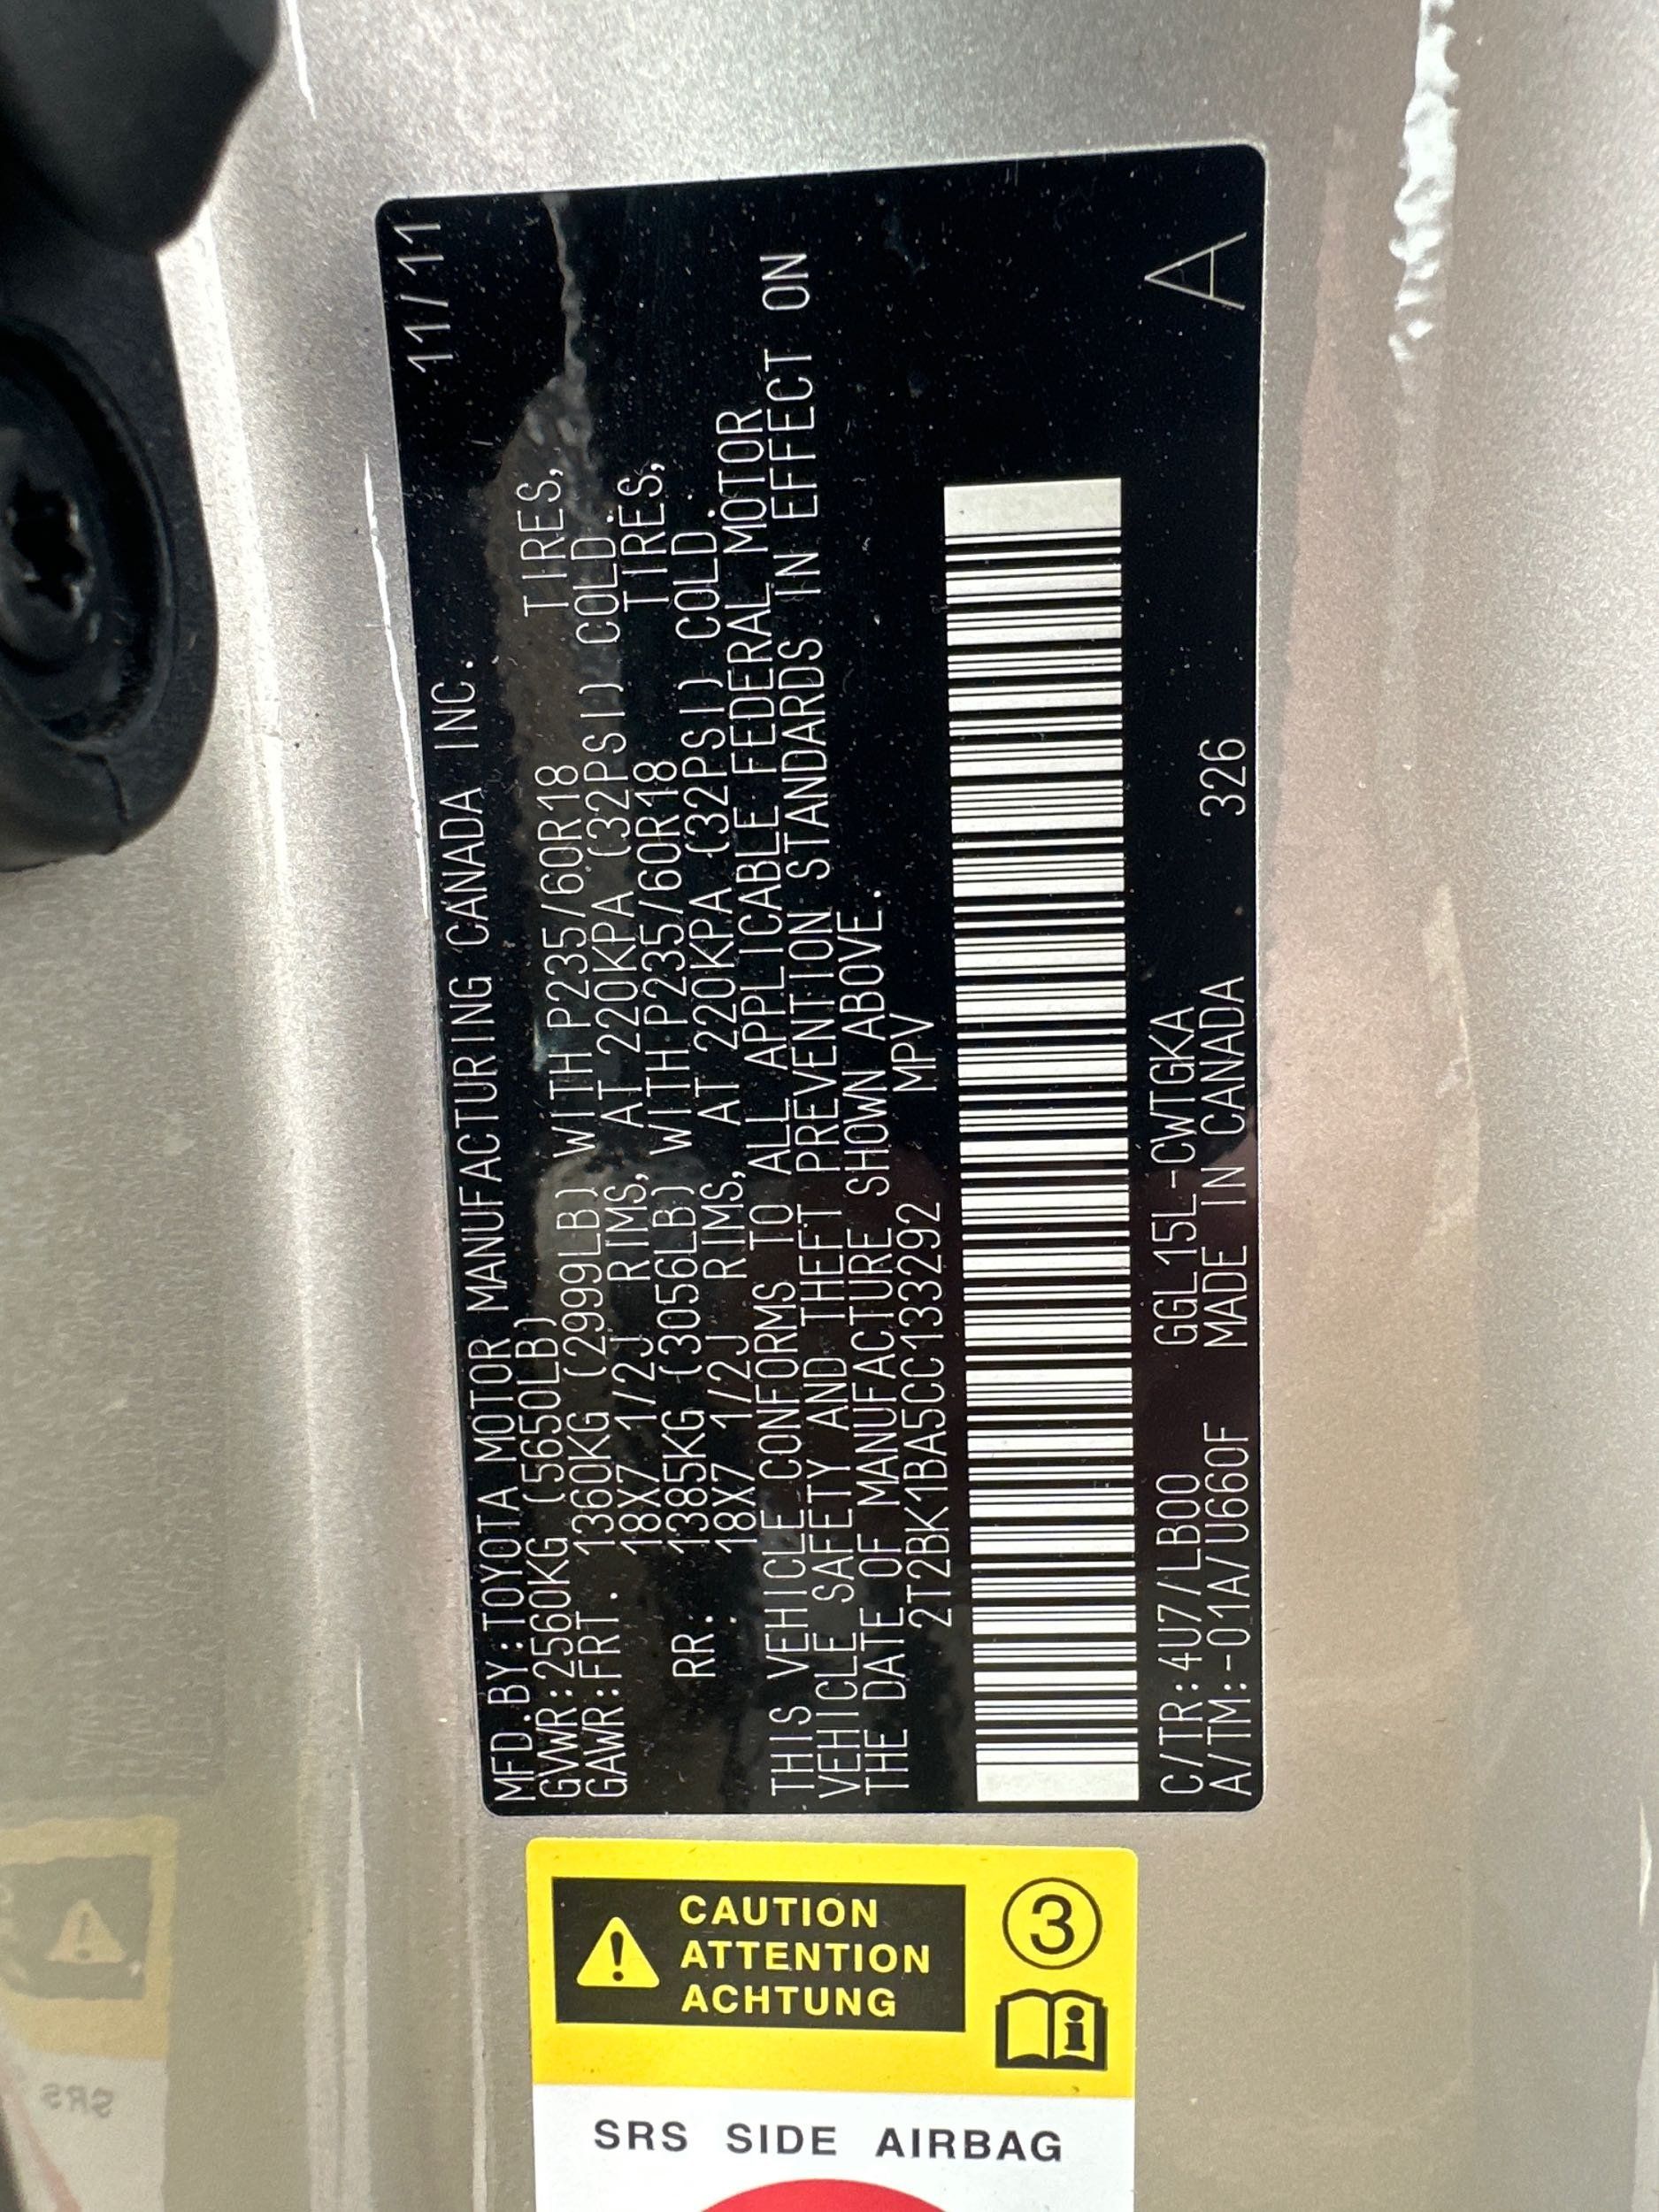 MFD.BY:TOYOTA MOTOR MANUFACTURING CANADA INC. 11/11
GVWR:2560KG (5650LB)
GAWR:FRT. 1360KG (2999LB) WITH P235/60R18 TIRES,
18X7 1/2J RIMS, AT 220KPA (32PSI) COLD.
RR. 1385KG (3056LB) WITH P235/60R18 TIRES,
18X7 1/2J RIMS, AT 220KPA (32PSI) COLD.
THIS VEHICLE CONFORMS TO ALL APPLICABLE FEDERAL MOTOR
VEHICLE SAFETY AND THEFT PREVENTION STANDARDS IN EFFECT ON
THE DATE OF MANUFACTURE SHOWN ABOVE.
2T2BK1BA5CC133292 MPV
C/TR:4U7/LB00 GGL15L-CWTGKA
A/TM:-01A/U660F MADE IN CANADA 326 A
CAUTION
ATTENTION
ACHTUNG
3
SRS SIDE AIRBAG
SRS